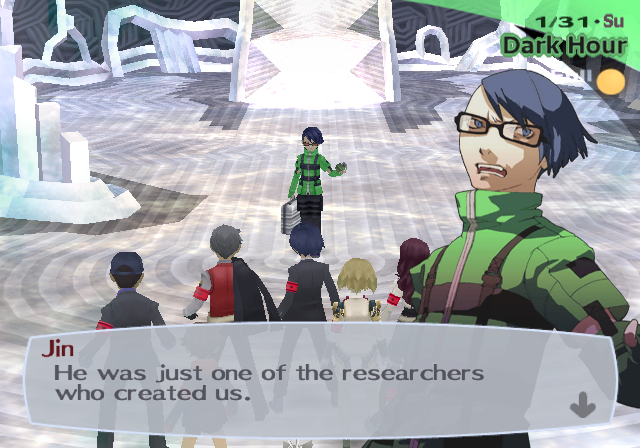 1/31・Su
Dark Hour
Jin
He was just one of the researchers
who created us.